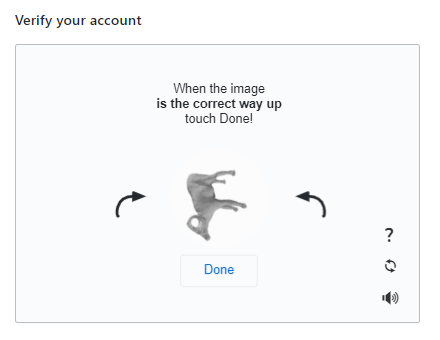 Verify your account
When the image
is the correct way up
touch Done!
?
Done